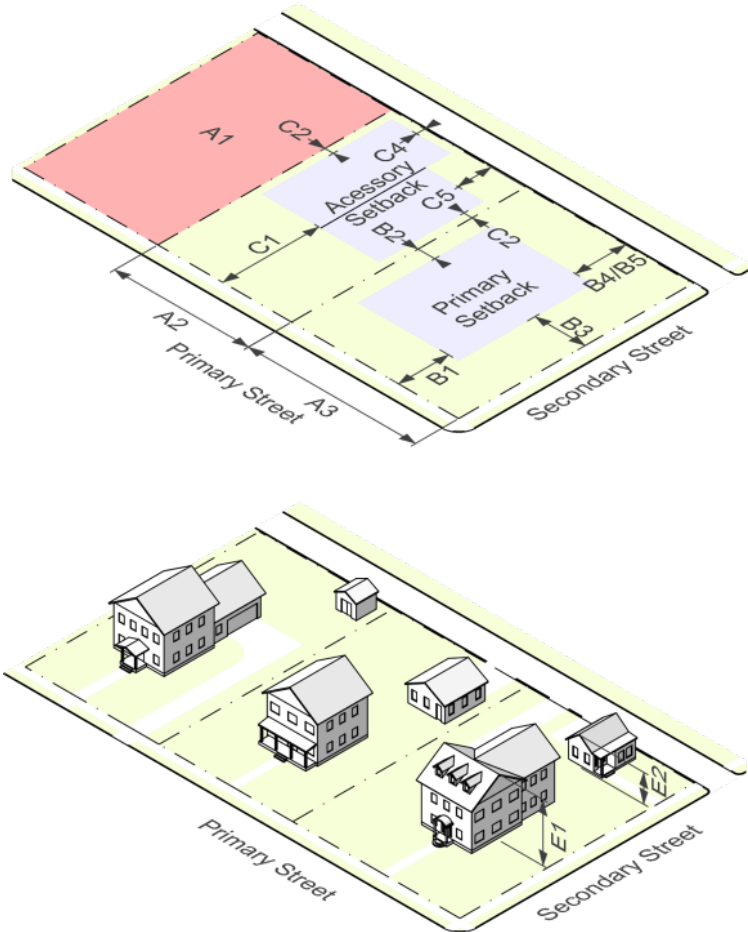 A1
C2
C4
Acessory
Setback
C5
C1
B2
C2
Primary
Setback
B4/B5
B3
B1
A2
A3
Primary Street
Secondary Street
E2
E1
Primary Street
Secondary Street